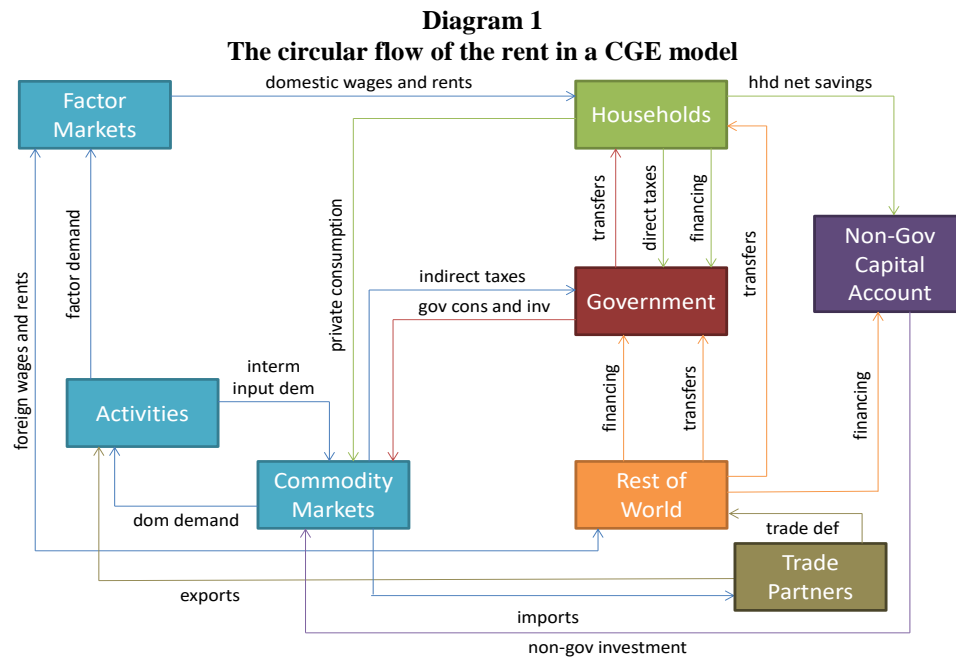 Diagram 1
The circular flow of the rent in a CGE model
domestic wages and rents
hhd net savings
Factor
Markets
Households
foreign wages and rents
factor demand
private consumption
transfers
direct taxes
financing
transfers
Non-Gov
Capital
Account
indirect taxes
Government
gov cons and inv
interm
input dem
Activities
financing
transfers
financing
Commodity
Markets
Rest of
World
dom demand
trade def
Trade
Partners
exports
imports
non-gov investment